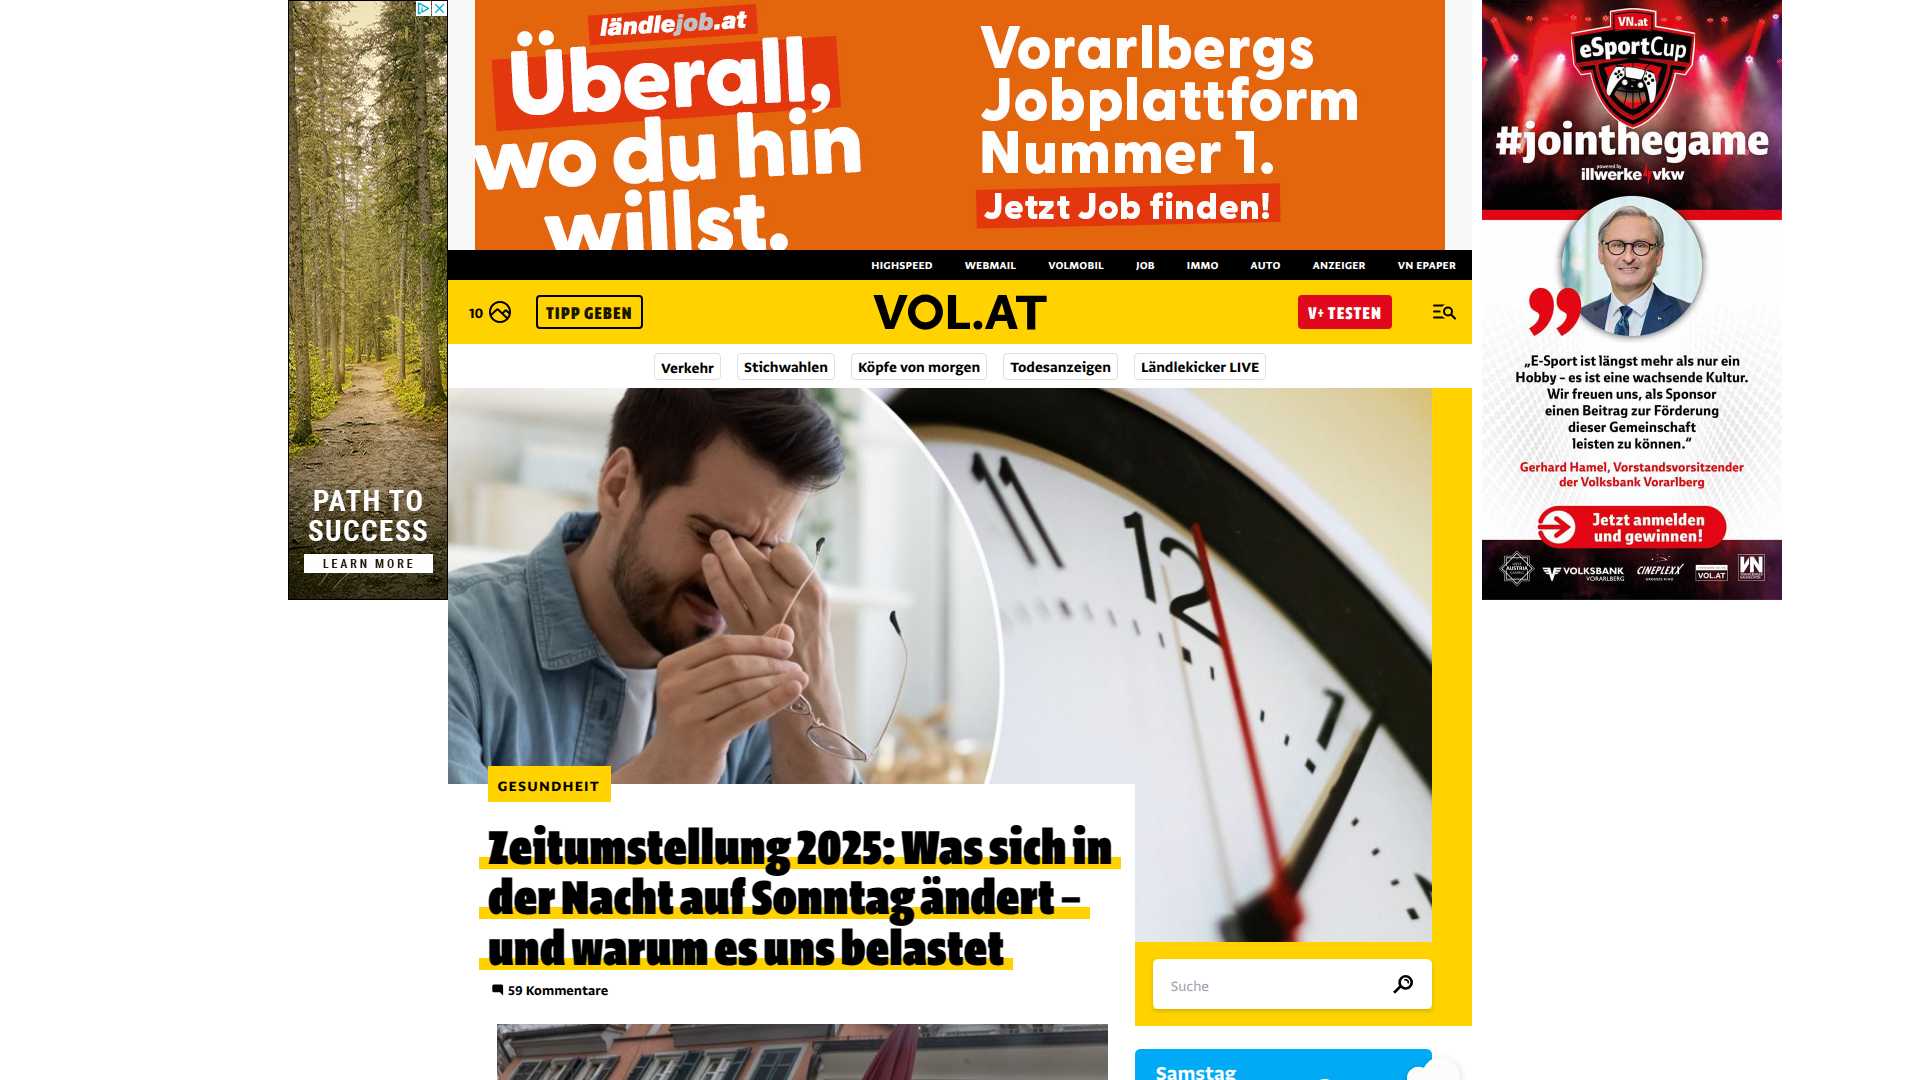 ländlejob.at
Überall,
wo du hin
willst.
Vorarlbergs
Jobplattform
Nummer 1.
Jetzt Job finden!
PATH TO
SUCCESS
LEARN MORE
HIGHSPEED
WEBMAIL
VOLMOBIL
JOB
IMMO
AUTO
ANZEIGER
VN EPAPER
10
TIPP GEBEN
VOL.AT
V+ TESTEN
Verkehr
Stichwahlen
Köpfe von morgen
Todesanzeigen
Ländlekicker LIVE
11
12
1
GESUNDHEIT
Zeitumstellung 2025: Was sich in
der Nacht auf Sonntag ändert –
und warum es uns belastet
59 Kommentare
Suche
Samstag
VN.at
eSportCup
#jointhegame
powered by
illwerke vkw
„E-Sport ist längst mehr als nur ein
Hobby – es ist eine wachsende Kultur.
Wir freuen uns, als Sponsor
einen Beitrag zur Förderung
dieser Gemeinschaft
leisten zu können.“
Gerhard Hamel, Vorstandsvorsitzender
der Volksbank Vorarlberg
Jetzt anmelden
und gewinnen!
VOLKSBANK
VORARLBERG
CINEPLEXX
VOL.AT
VN